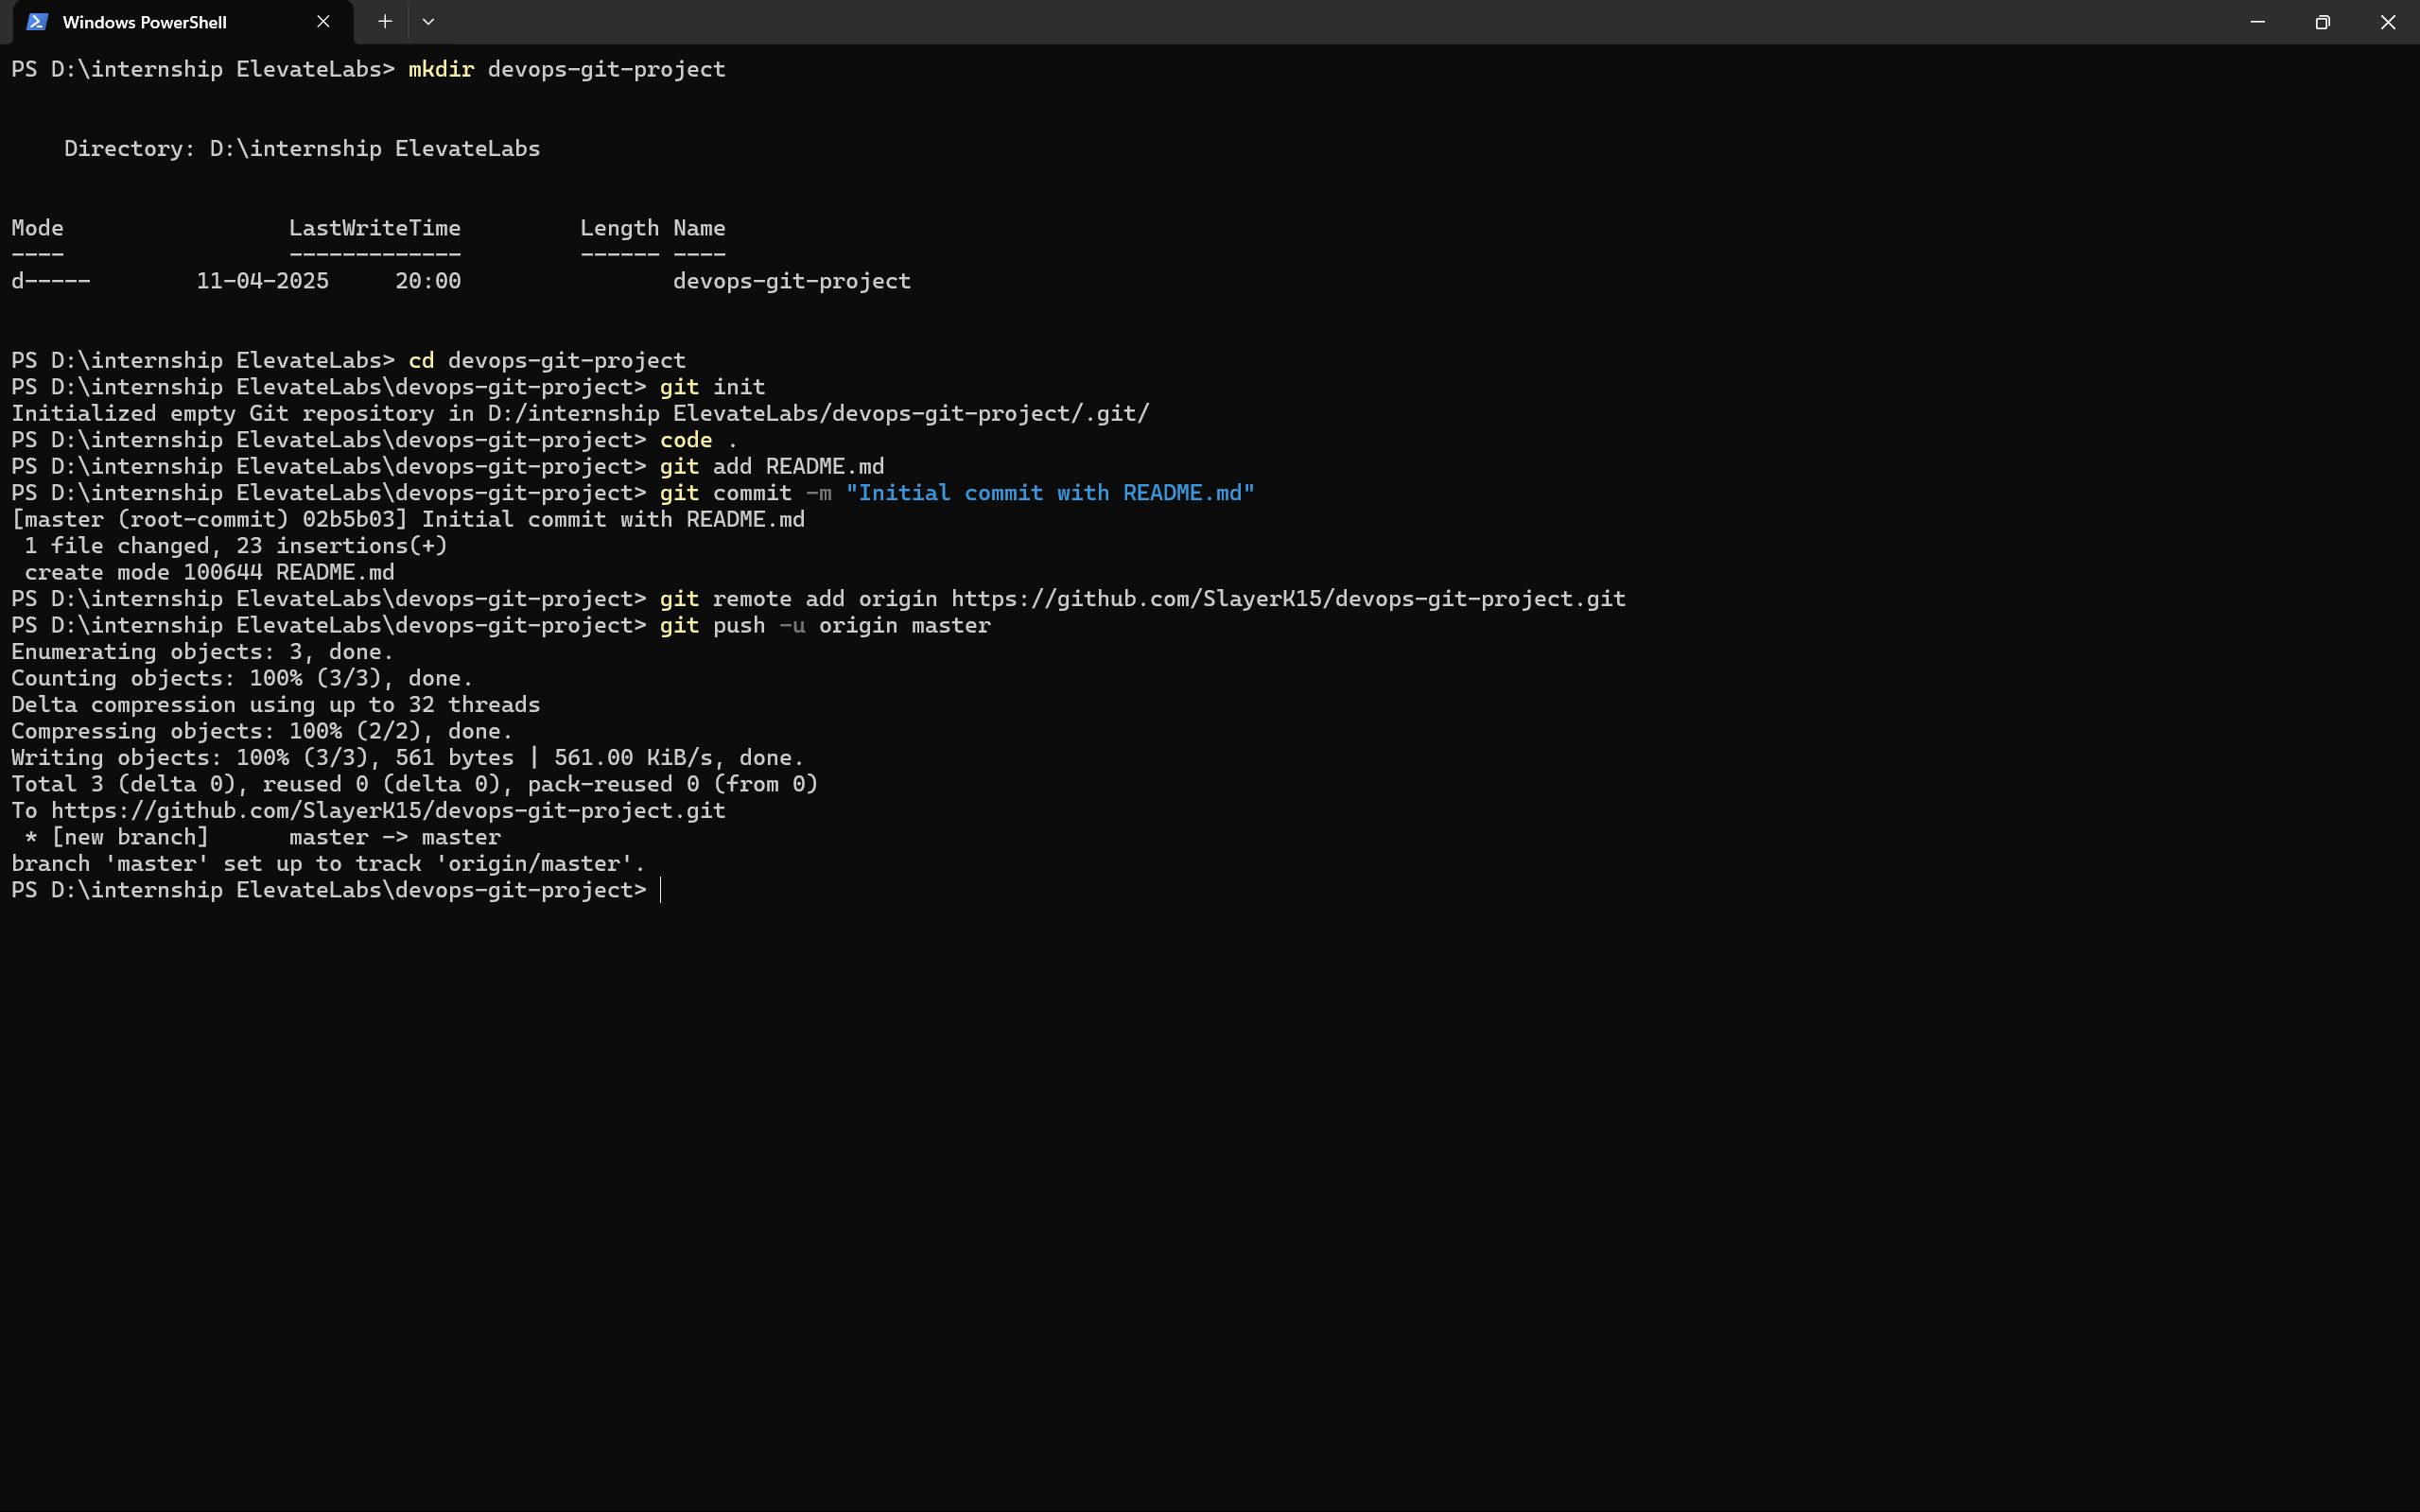 Windows PowerShell
PS D:\internship ElevateLabs> mkdir devops-git-project
    Directory: D:\internship ElevateLabs
Mode                 LastWriteTime         Length Name
----                 -------------         ------ ----
d-----        11-04-2025     20:00                devops-git-project
PS D:\internship ElevateLabs> cd devops-git-project
PS D:\internship ElevateLabs\devops-git-project> git init
Initialized empty Git repository in D:/internship ElevateLabs/devops-git-project/.git/
PS D:\internship ElevateLabs\devops-git-project> code .
PS D:\internship ElevateLabs\devops-git-project> git add README.md
PS D:\internship ElevateLabs\devops-git-project> git commit -m "Initial commit with README.md"
[master (root-commit) 02b5b03] Initial commit with README.md
 1 file changed, 23 insertions(+)
 create mode 100644 README.md
PS D:\internship ElevateLabs\devops-git-project> git remote add origin https://github.com/SlayerK15/devops-git-project.git
PS D:\internship ElevateLabs\devops-git-project> git push -u origin master
Enumerating objects: 3, done.
Counting objects: 100% (3/3), done.
Delta compression using up to 32 threads
Compressing objects: 100% (2/2), done.
Writing objects: 100% (3/3), 561 bytes | 561.00 KiB/s, done.
Total 3 (delta 0), reused 0 (delta 0), pack-reused 0 (from 0)
To https://github.com/SlayerK15/devops-git-project.git
 * [new branch]      master -> master
branch 'master' set up to track 'origin/master'.
PS D:\internship ElevateLabs\devops-git-project>